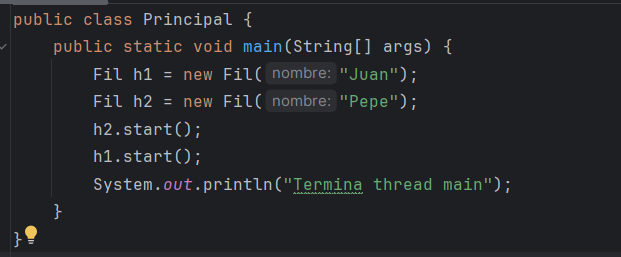 public class Principal {
    public static void main(String[] args) {
        Fil h1 = new Fil( nombre: "Juan");
        Fil h2 = new Fil( nombre: "Pepe");
        h2.start();
        h1.start();
        System.out.println("Termina thread main");
    }
}